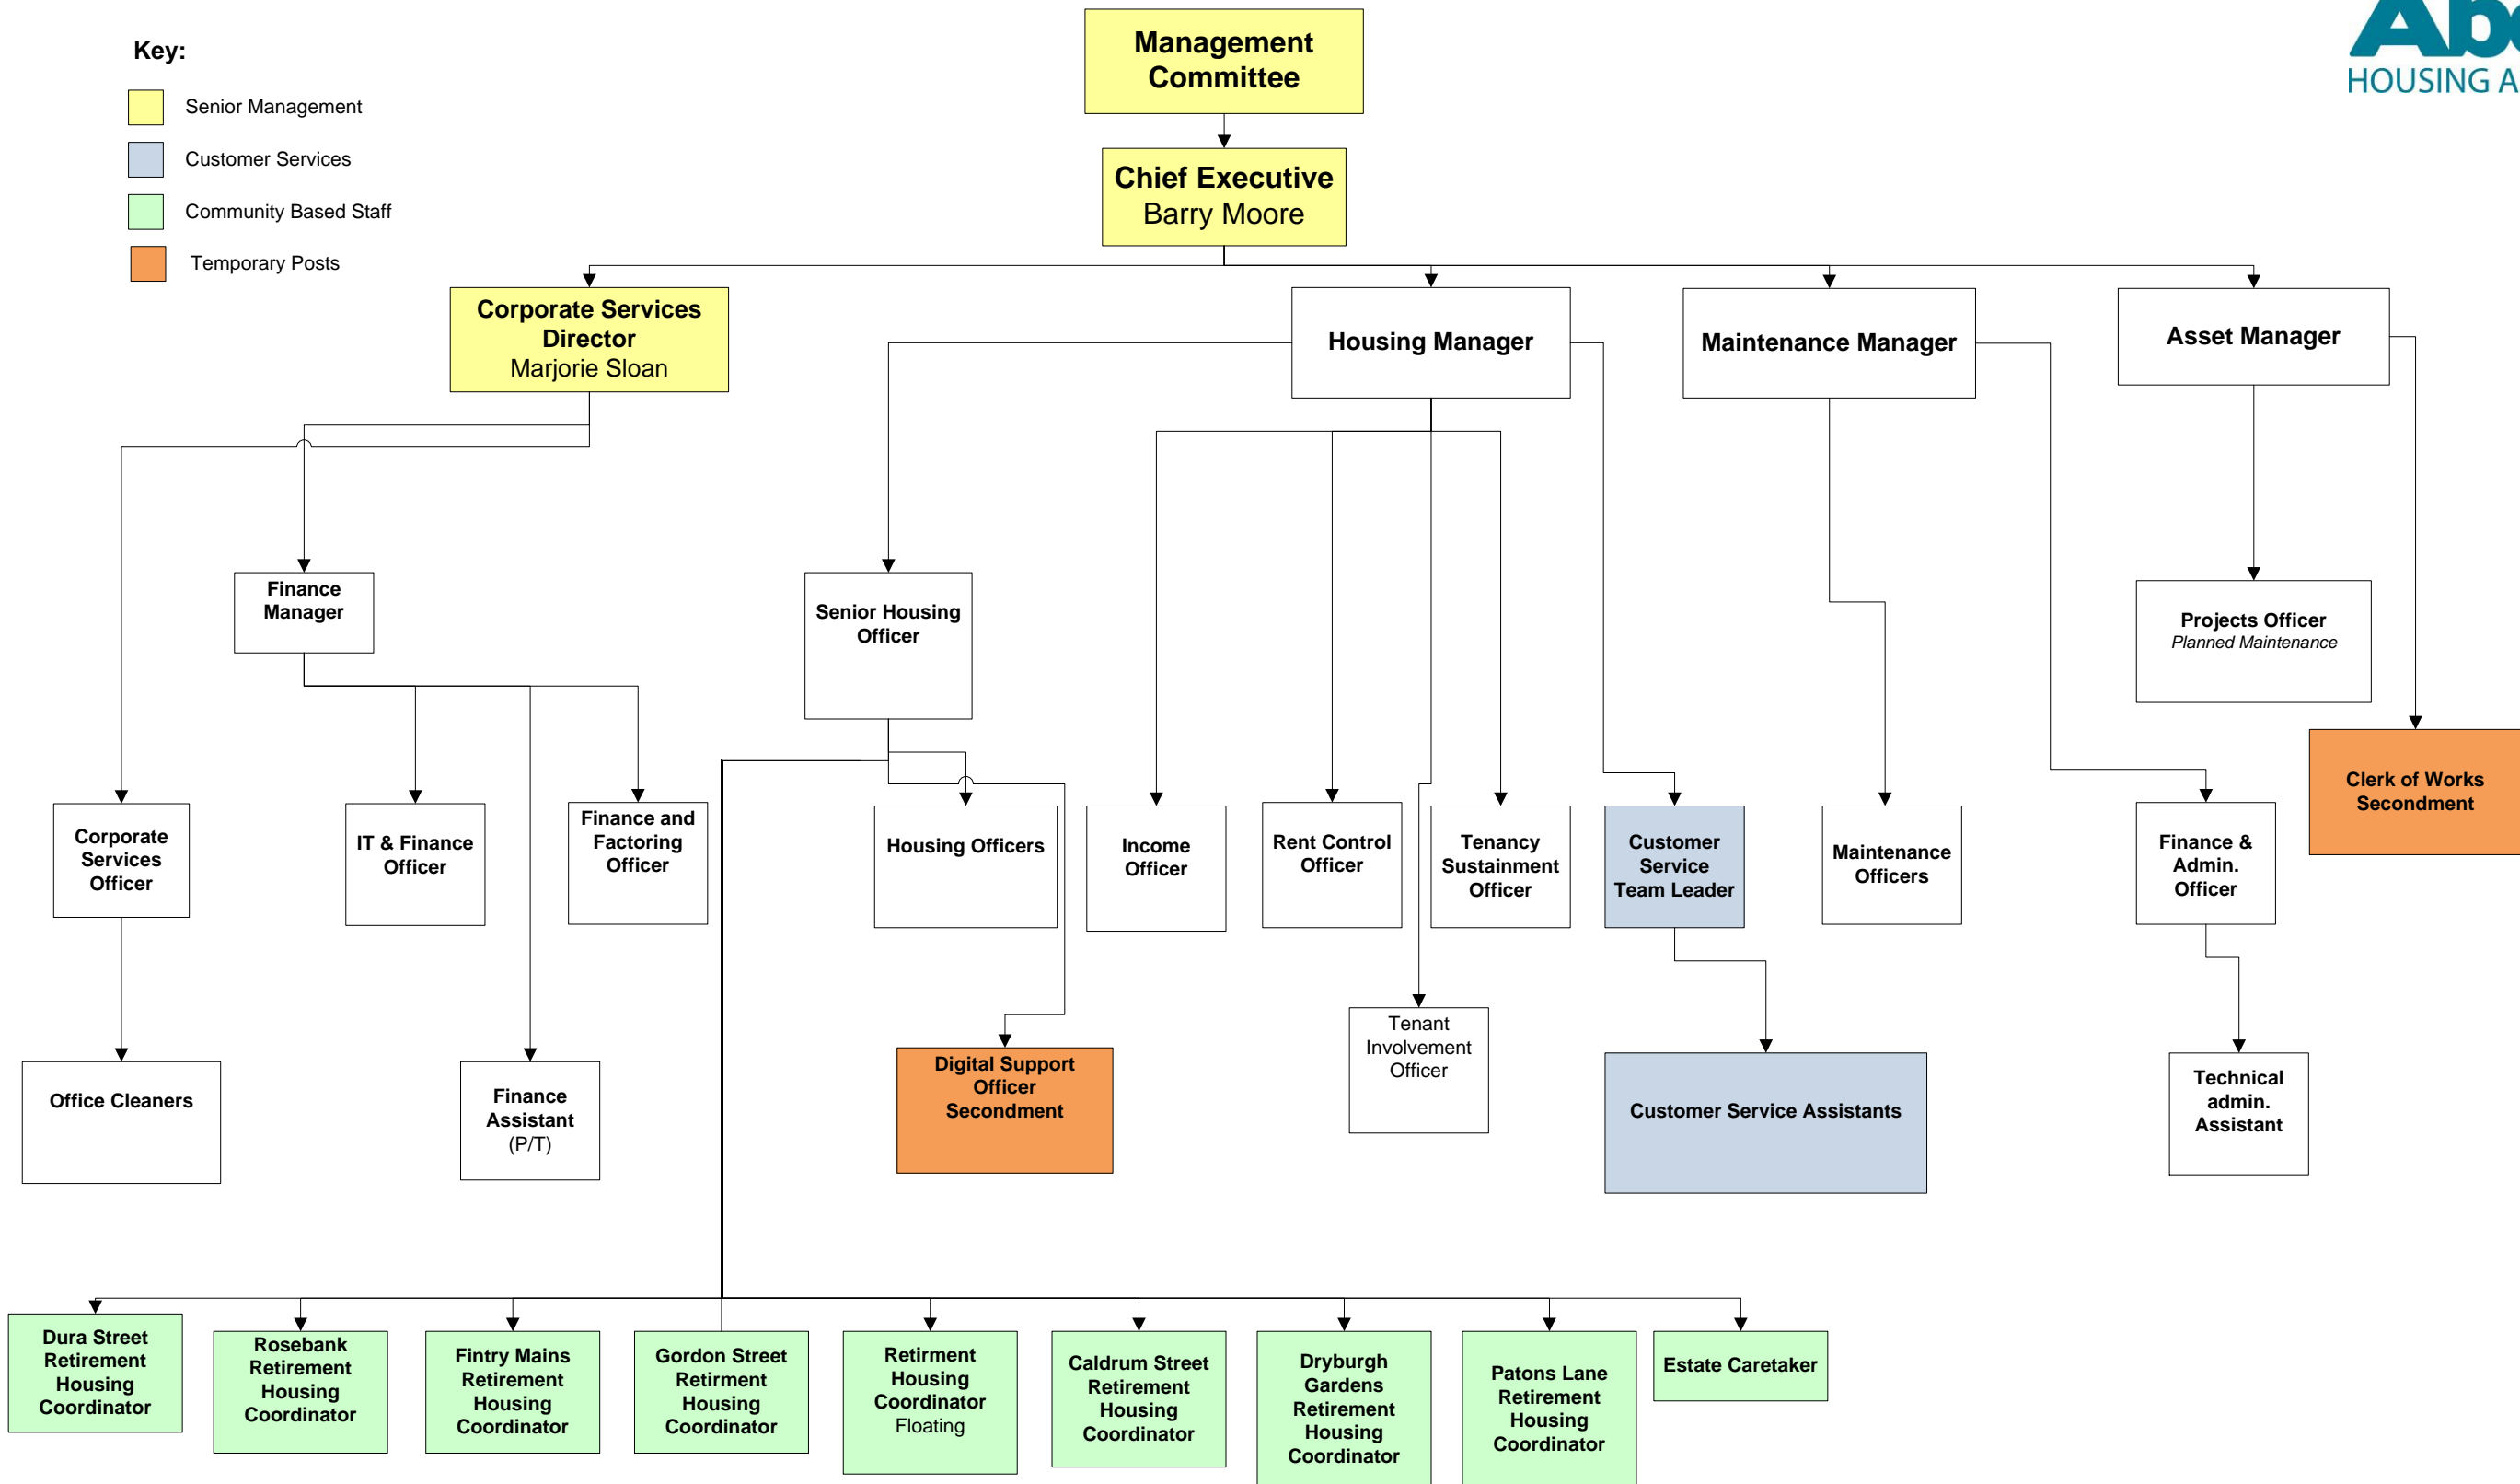 Management
Committee
HOUSING A
Key:
Senior Management
Customer Services
Community Based Staff
Temporary Posts
Chief Executive
Barry Moore
Corporate Services
Director
Marjorie Sloan
Housing Manager
Maintenance Manager
Asset Manager
Finance
Manager
Senior Housing
Officer
Projects Officer
Planned Maintenance
Clerk of Works
Secondment
Corporate
Services
Officer
IT & Finance
Officer
Finance and
Factoring
Officer
Housing Officers
Income
Officer
Rent Control
Officer
Tenancy
Sustainment
Officer
Customer
Service
Team Leader
Maintenance
Officers
Finance &
Admin.
Officer
Office Cleaners
Finance
Assistant
(P/T)
Digital Support
Officer
Secondment
Tenant
Involvement
Officer
Customer Service Assistants
Technical
admin.
Assistant
Dura Street
Retirement
Housing
Coordinator
Rosebank
Retirement
Housing
Coordinator
Fintry Mains
Retirement
Housing
Coordinator
Gordon Street
Retirment
Housing
Coordinator
Retirment
Housing
Coordinator
Floating
Caldrum Street
Retirement
Housing
Coordinator
Dryburgh
Gardens
Retirement
Housing
Coordinator
Patons Lane
Retirement
Housing
Coordinator
Estate Caretaker